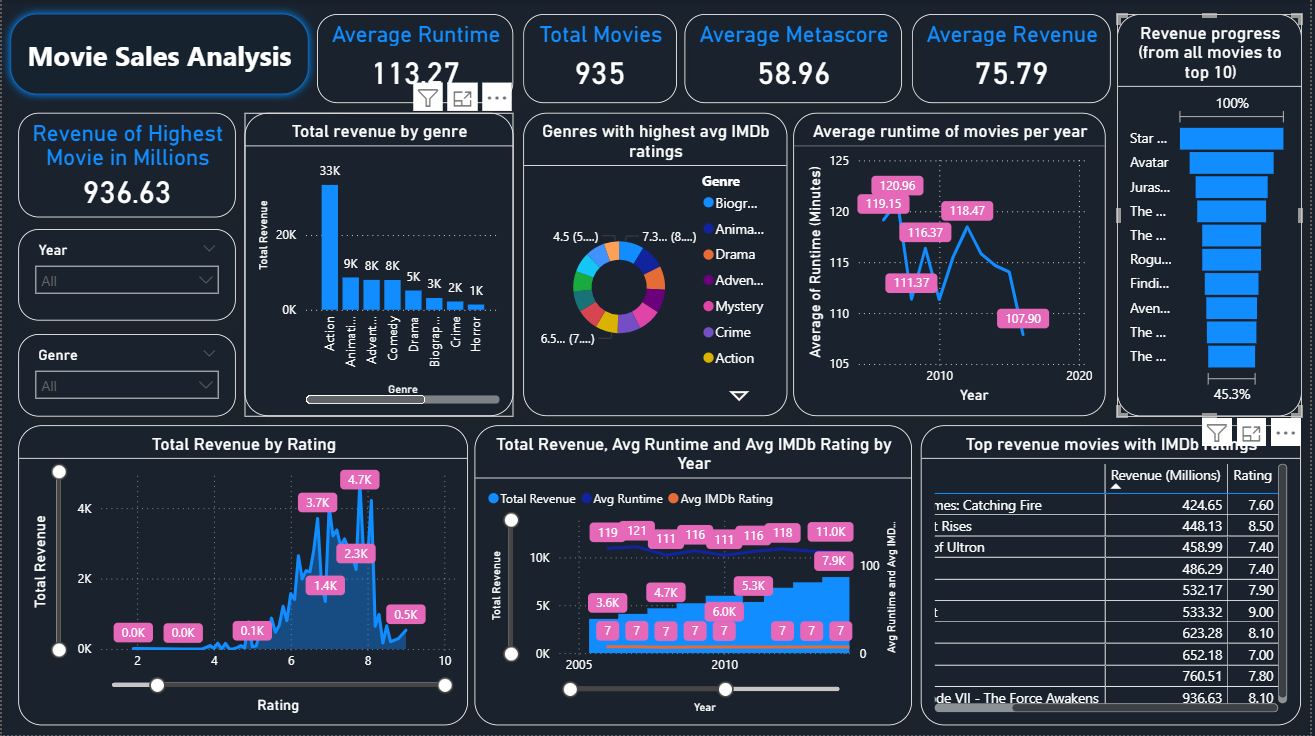 Movie Sales Analysis
Average Runtime
113.27
Total Movies
935
Average Metascore
58.96
Average Revenue
75.79
Revenue progress
(from all movies to
top 10)
100%
Star ...
Avatar
Juras...
The ...
The ...
Rogu...
Findi...
Aven...
The ...
The ...
45.3%
Revenue of Highest
Movie in Millions
936.63
Year
All
Genre
All
Total revenue by genre
Total Revenue
20K
0K
33K
9K
8K
8K
5K
3K
2K
1K
Action
Animati...
Advent...
Comedy
Drama
Biograp...
Crime
Horror
Genre
Genres with highest avg IMDb
ratings
4.5 (5....)
7.3... (8....)
6.5... (7....)
Genre
Biogr...
Anima...
Drama
Adven...
Mystery
Crime
Action
Average runtime of movies per year
Average of Runtime (Minutes)
125
120
115
110
105
120.96
119.15
118.47
116.37
111.37
107.90
2010
2020
Year
Total Revenue by Rating
Total Revenue
4K
2K
0K
0.0K
0.0K
0.1K
3.7K
1.4K
4.7K
2.3K
0.5K
2
4
6
8
10
Rating
Total Revenue, Avg Runtime and Avg IMDb Rating by
Year
Total Revenue
Avg Runtime
Avg IMDb Rating
Total Revenue
10K
5K
0K
119
121
111
116
111
116
118
11.0K
7.9K
3.6K
4.7K
6.0K
5.3K
7
7
7
7
7
7
7
7
100
0
Avg Runtime and Avg IMD...
2005
2010
Year
Top revenue movies with IMDb ratings
Revenue (Millions) Rating
mes: Catching Fire 424.65 7.60
t Rises 448.13 8.50
of Ultron 458.99 7.40
486.29 7.40
532.17 7.90
t 533.32 9.00
623.28 8.10
652.18 7.00
760.51 7.80
de VII - The Force Awakens 936.63 8.10